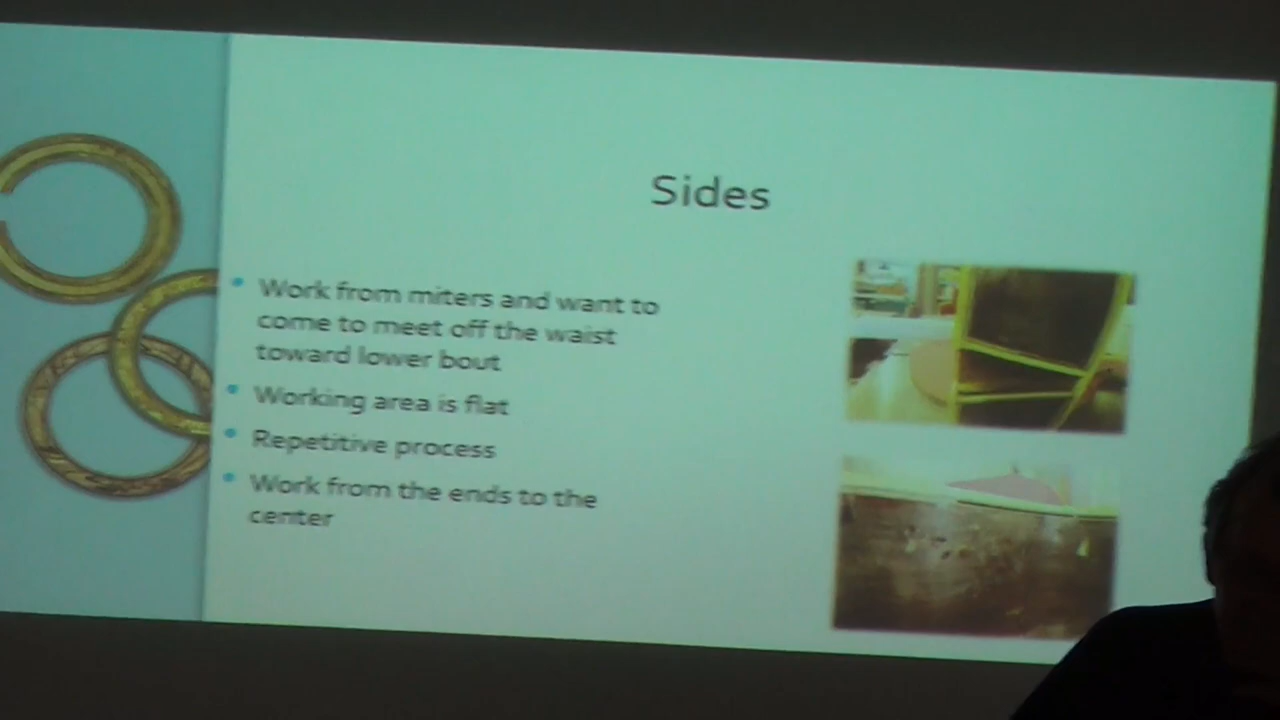 Sides
Work from miters and want to
come to meet off the waist
toward lower bout
Working area is flat
Repetitive process
Work from the ends to the
center